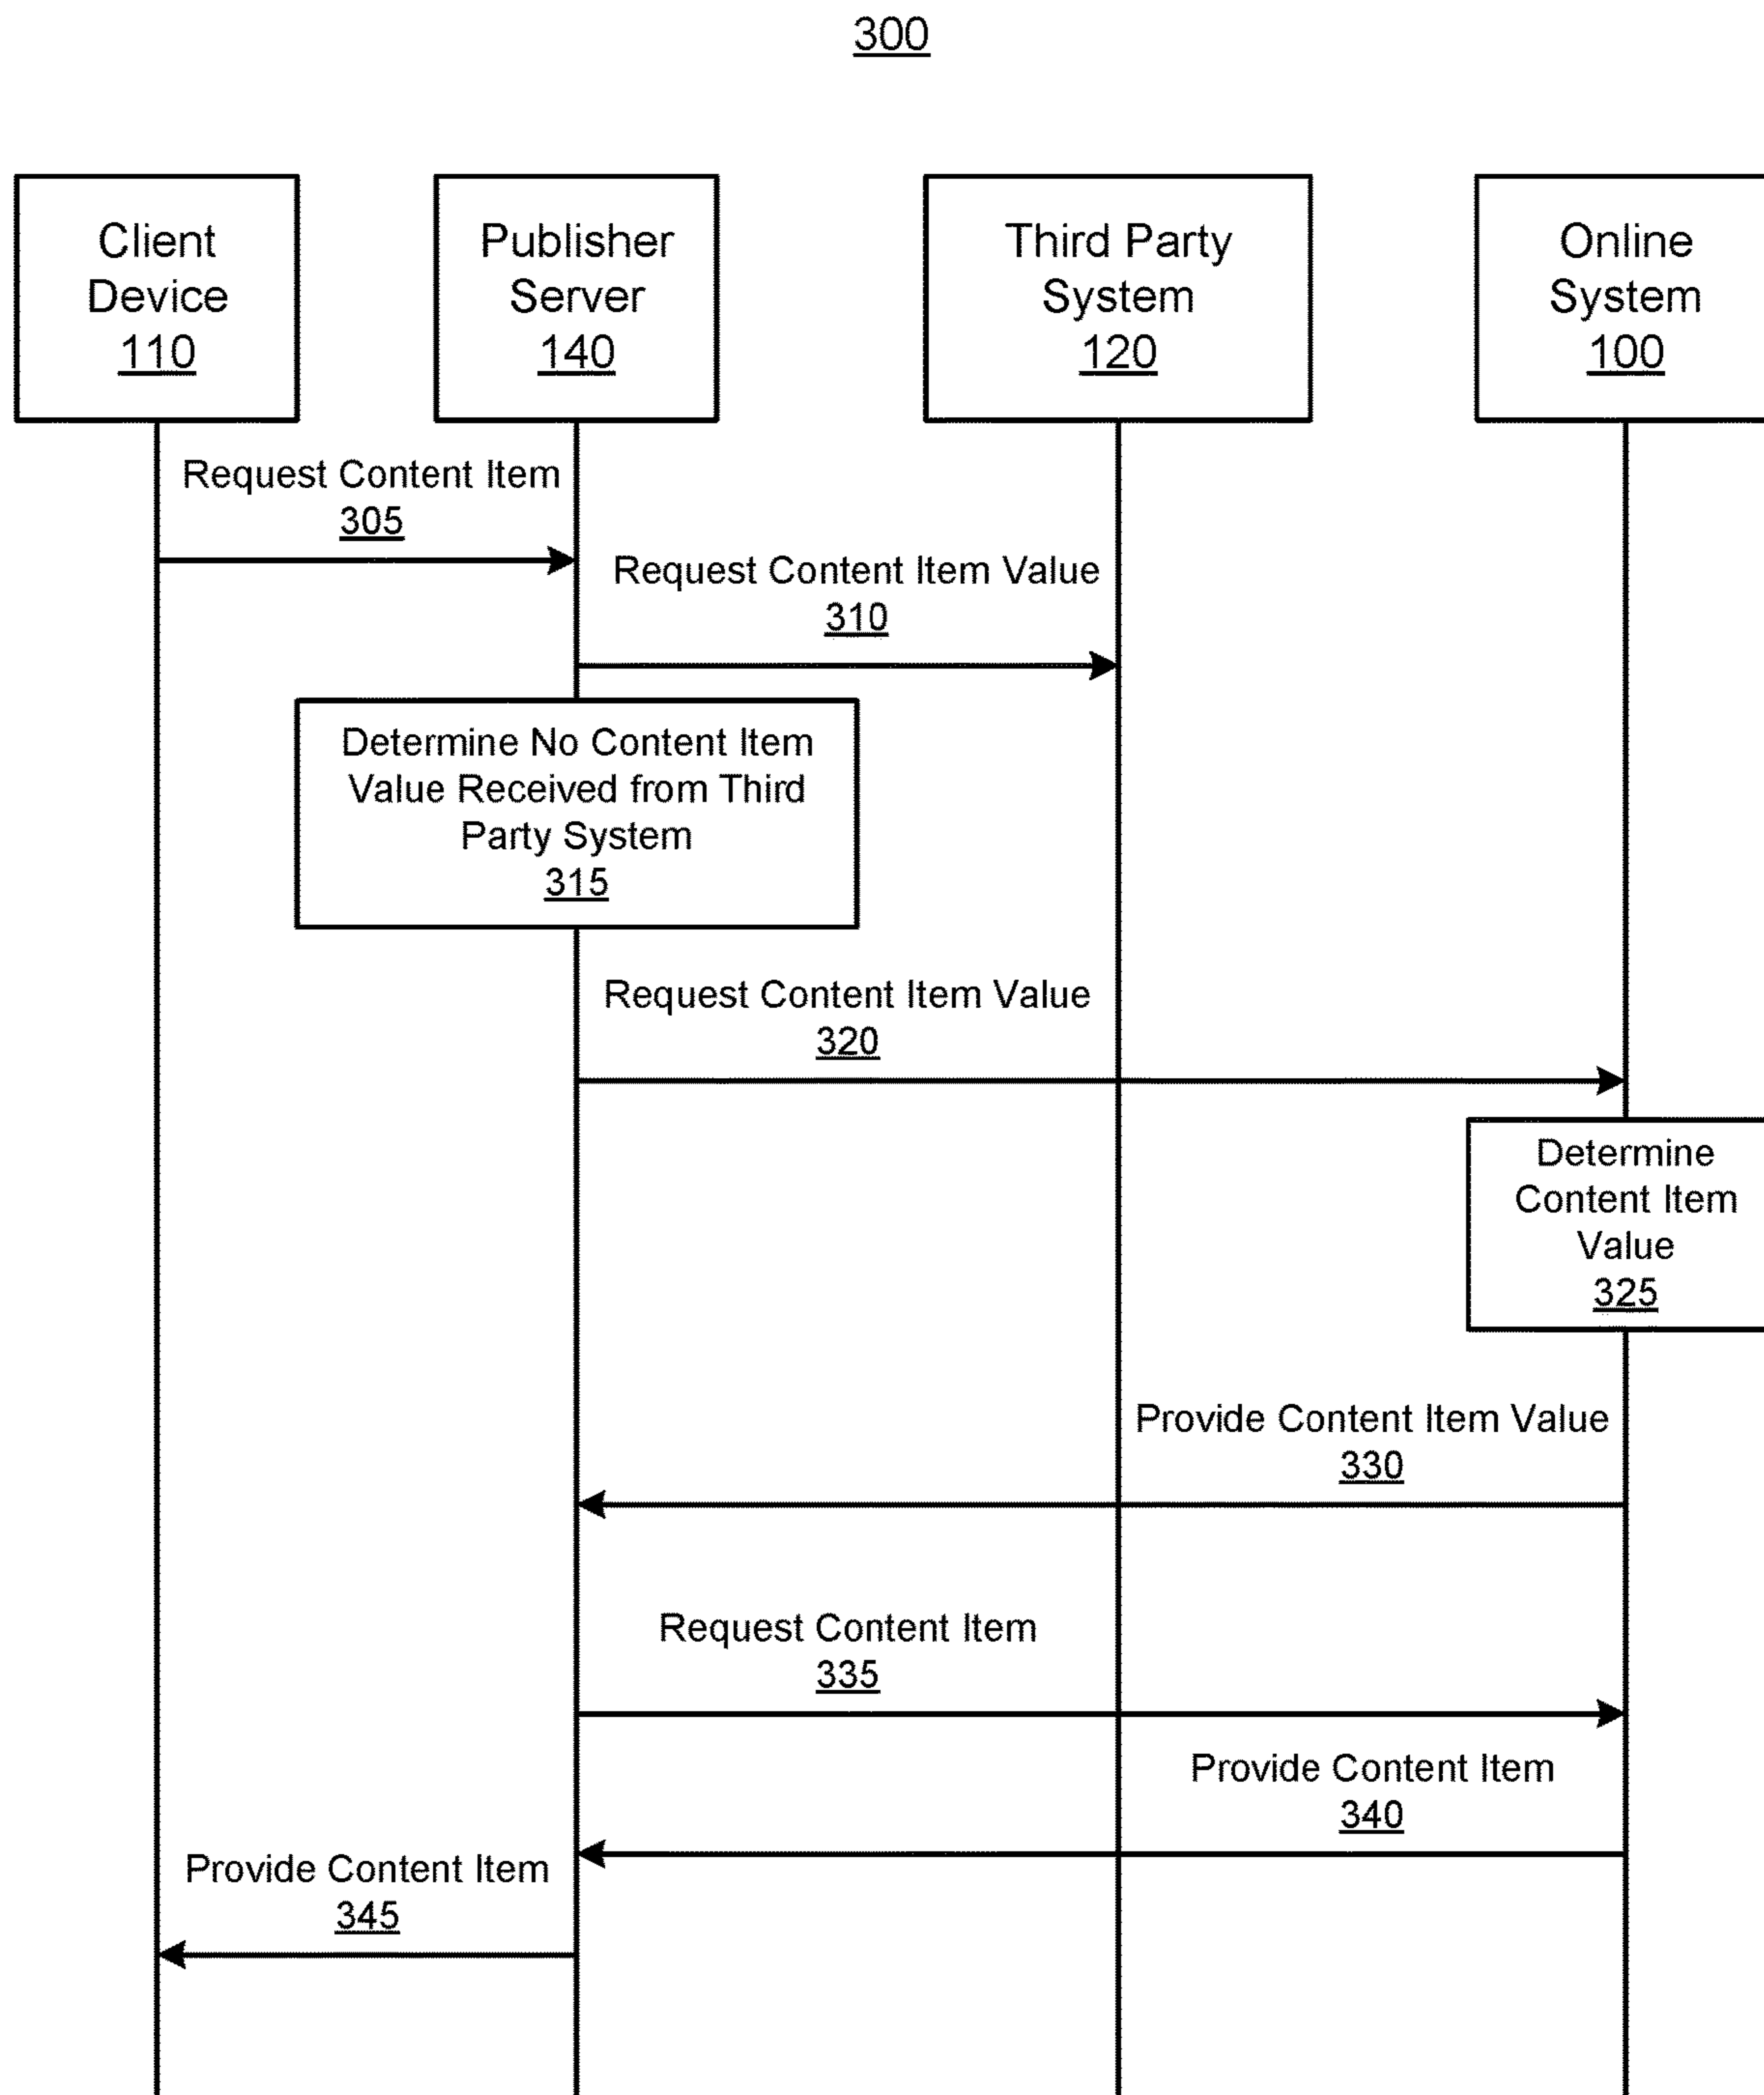 300
Client
Device
110
Publisher
Server
140
Third Party
System
120
Online
System
100
Request Content Item
305
Request Content Item Value
310
Determine No Content Item
Value Received from Third
Party System
315
Request Content Item Value
320
Determine
Content Item
Value
325
Provide Content Item Value
330
Request Content Item
335
Provide Content Item
340
Provide Content Item
345